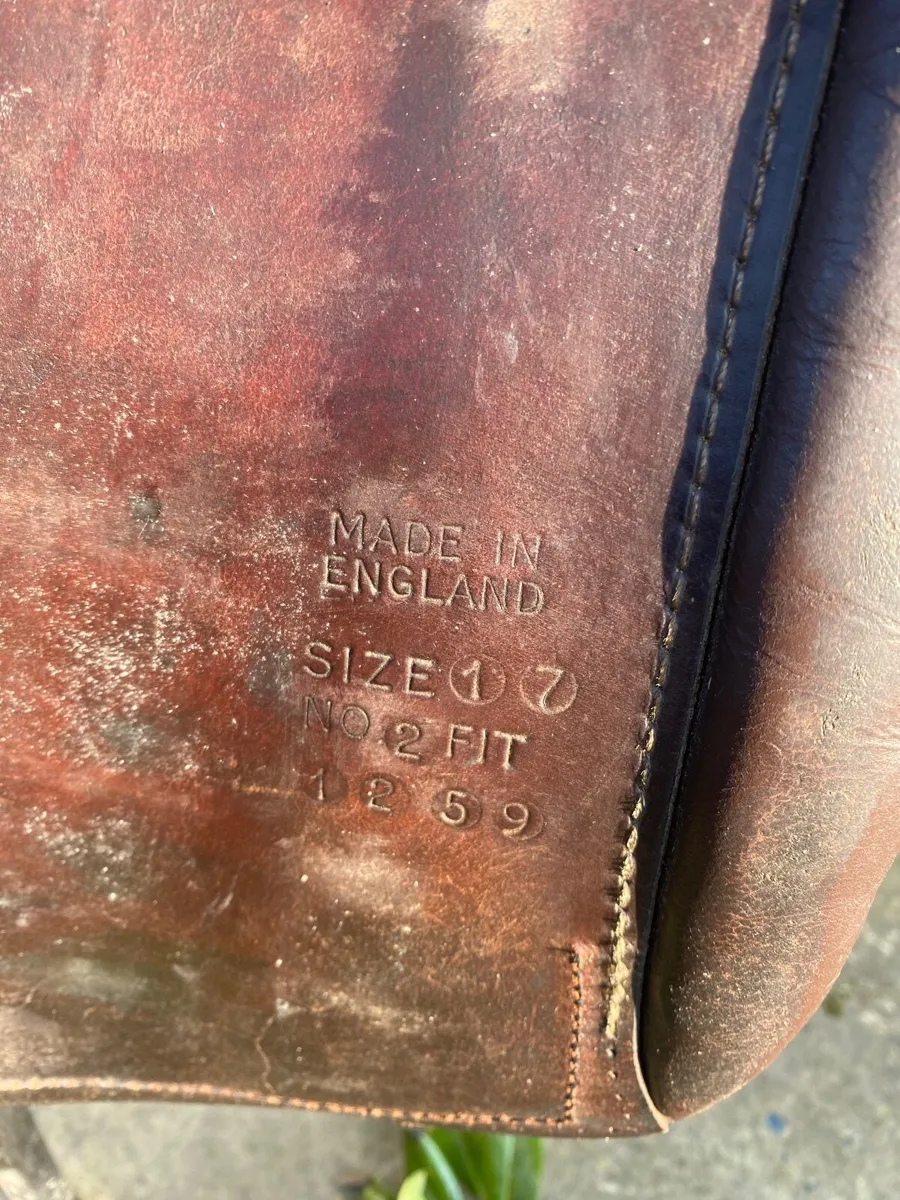 MADE IN
ENGLAND
SIZE 17
NO. 2 FIT
1259